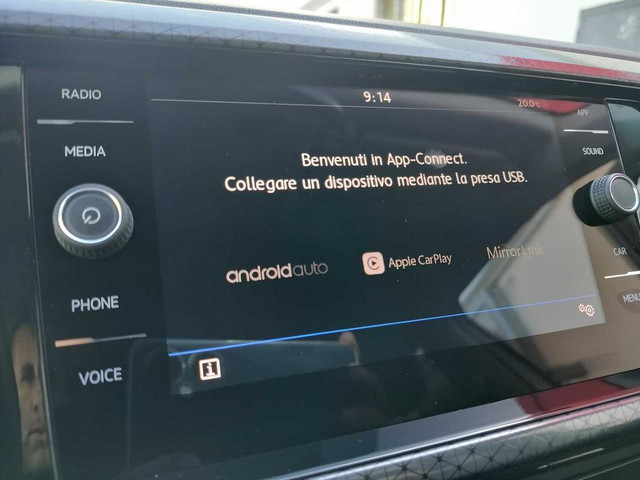 RADIO
MEDIA
PHONE
VOICE
9:14
20.0°C
Benvenuti in App-Connect.
Collegare un dispositivo mediante la presa USB.
androidauto
Apple CarPlay
MirrorLink
APP
SOUND
CAR
MENU